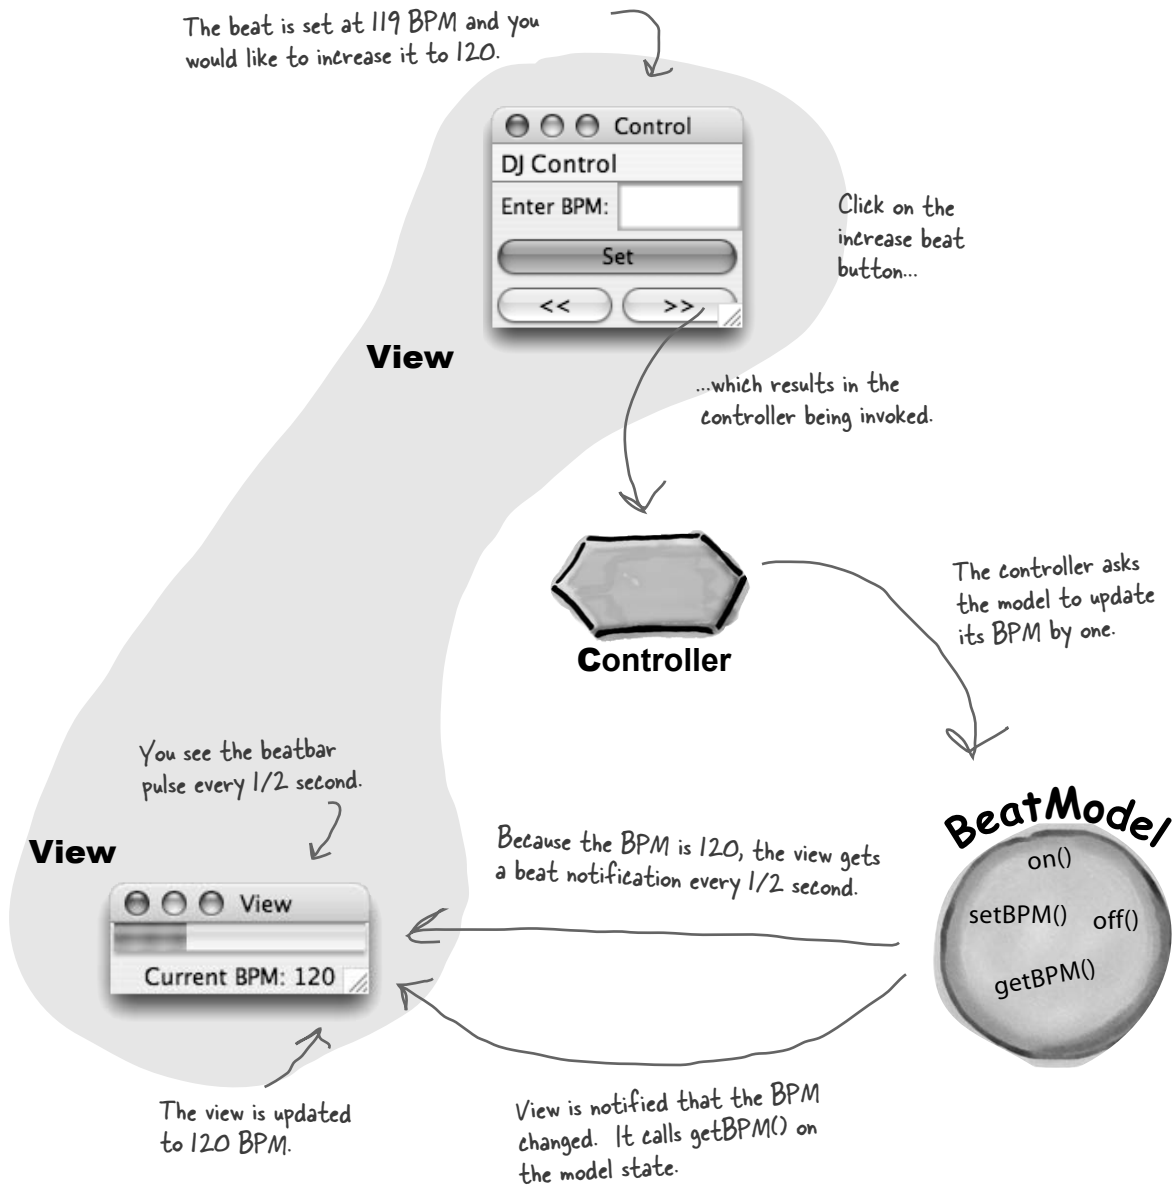 The beat is set at 119 BPM and you
would like to increase it to 120.
Control
DJ Control
Enter BPM:
Set
<< >>
Click on the
increase beat
button...
View
...which results in the
controller being invoked.
Controller
The controller asks
the model to update
its BPM by one.
You see the beatbar
pulse every 1/2 second.
View
View
Current BPM: 120
Because the BPM is 120, the view gets
a beat notification every 1/2 second.
BeatModel
on()
setBPM() off()
getBPM()
The view is updated
to 120 BPM.
View is notified that the BPM
changed. It calls getBPM() on
the model state.